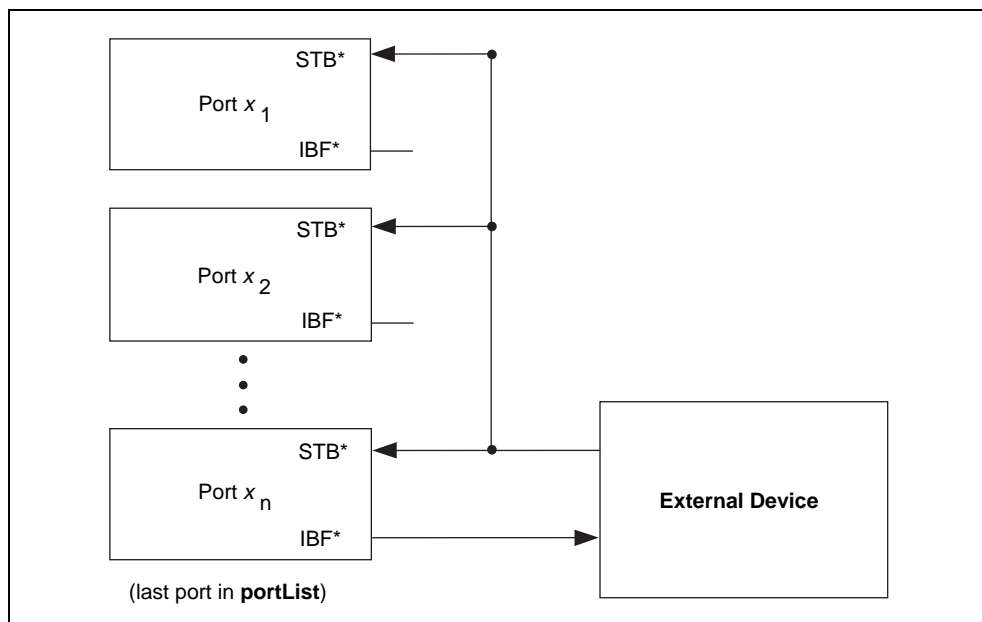 STB*
Port x 1
IBF*
STB*
Port x 2
IBF*
STB*
Port x n
IBF*
External Device
(last port in portList)